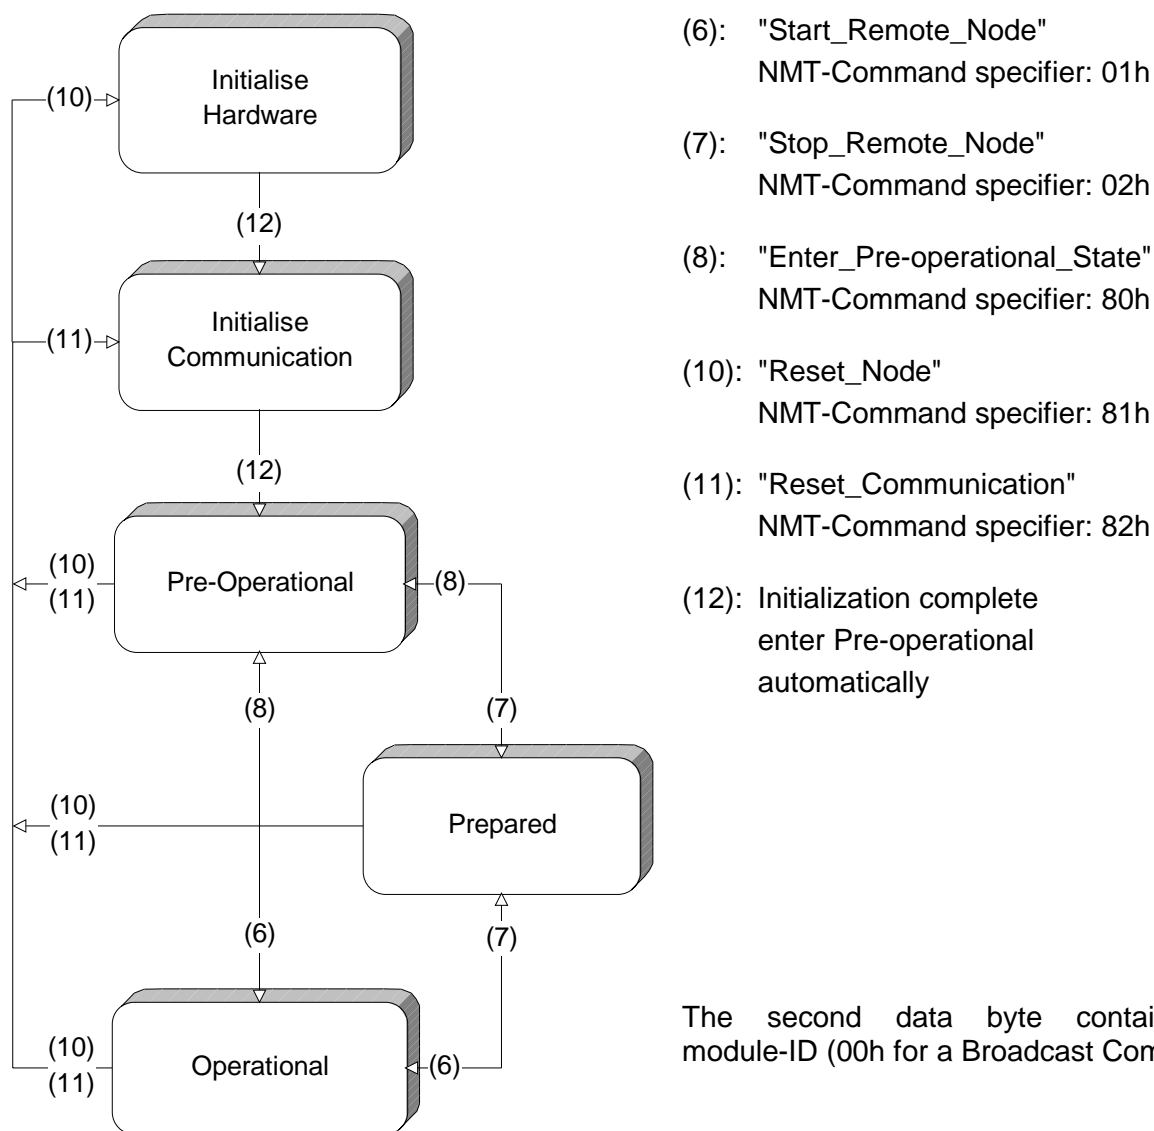 Initialise
Hardware
(10)
(12)
Initialise
Communication
(11)
(12)
Pre-Operational
(10)
(11)
(8)
(8)
(7)
Prepared
(10)
(11)
(6)
(7)
Operational
(10)
(11)
(6)
(6): "Start_Remote_Node"
NMT-Command specifier: 01h
(7): "Stop_Remote_Node"
NMT-Command specifier: 02h
(8): "Enter_Pre-operational_State"
NMT-Command specifier: 80h
(10): "Reset_Node"
NMT-Command specifier: 81h
(11): "Reset_Communication"
NMT-Command specifier: 82h
(12): Initialization complete
enter Pre-operational
automatically
The second data byte
module-ID (00h for a Broadcast